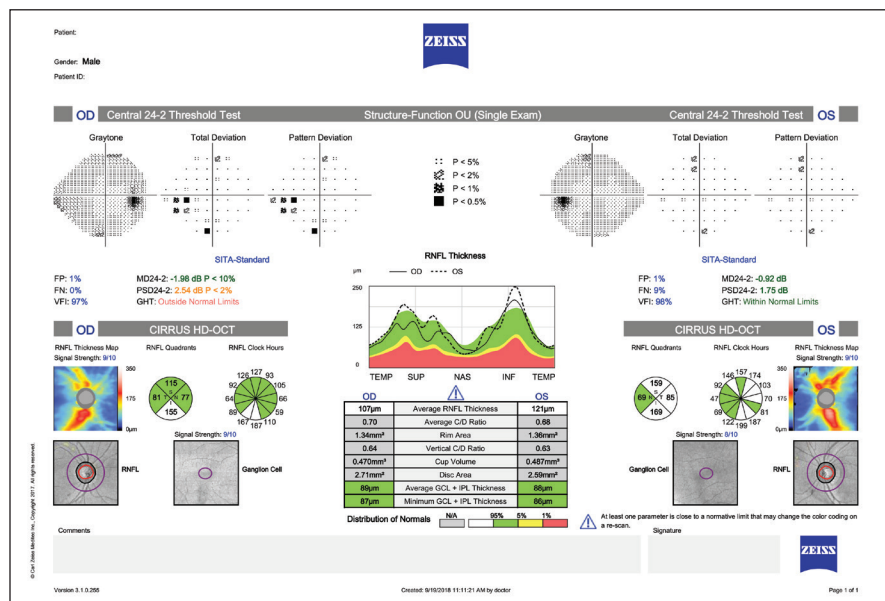 Patient:
ZEISS
Gender: Male
Patient ID:
OD Central 24-2 Threshold Test Structure-Function OU (Single Exam) Central 24-2 Threshold Test OS
Graytone Total Deviation Pattern Deviation Graytone Total Deviation Pattern Deviation
P < 5%
P < 2%
P < 1%
P < 0.5%
SITA-Standard
FP: 1% MD24-2: -1.98 dB P < 10%
FN: 0% PSD24-2: 2.54 dB P < 2%
VFI: 97% GHT: Outside Normal Limits
RNFL Thickness
µm OD OS
250
125
0
TEMP SUP NAS INF TEMP
SITA-Standard
FP: 1% MD24-2: -0.92 dB
FN: 9% PSD24-2: 1.75 dB
VFI: 98% GHT: Within Normal Limits
OD CIRRUS HD-OCT
RNFL Thickness Map RNFL Quadrants RNFL Clock Hours
Signal Strength: 9/10
350
0µm
115
S
81 T N 77
I
155
126 127 93
92 105
64 66
89 59
167 187 110
RNFL
Signal Strength: 9/10
Ganglion Cell
OD OS
107µm Average RNFL Thickness 121µm
0.70 Average C/D Ratio 0.68
1.34mm² Rim Area 1.36mm²
0.64 Vertical C/D Ratio 0.63
0.470mm³ Cup Volume 0.487mm³
2.71mm² Disc Area 2.59mm²
89µm Average GCL + IPL Thickness 88µm
87µm Minimum GCL + IPL Thickness 86µm
Distribution of Normals N/A 95% 5% 1%
CIRRUS HD-OCT OS
RNFL Quadrants RNFL Clock Hours RNFL Thickness Map
Signal Strength: 9/10
350
0µm
159
69 85
169
146 157 174
92 103
47 70
69 81
122 199 187
Signal Strength: 8/10
Ganglion Cell
RNFL
At least one parameter is close to a normative limit that may change the color coding on
a re-scan.
Comments
Signature
ZEISS
© Carl Zeiss Meditec Inc., Copyright 2017. All rights reserved.
Version 3.1.0.255 Created: 9/19/2018 11:11:21 AM by doctor Page 1 of 1